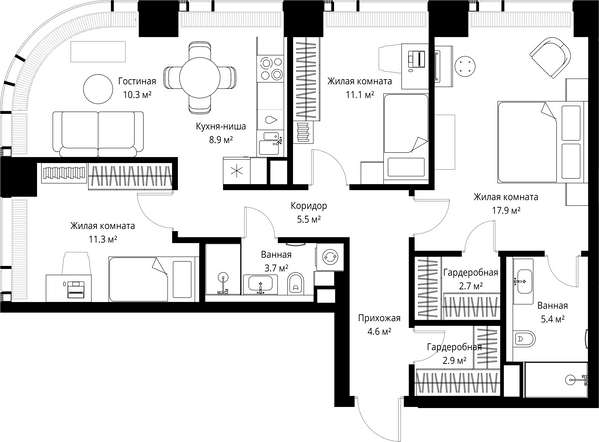 Гостиная
10.3 м²
Кухня-ниша
8.9 м²
Жилая комната
11.1 м²
Жилая комната
17.9 м²
Коридор
5.5 м²
Жилая комната
11.3 м²
Ванная
3.7 м²
Гардеробная
2.7 м²
Ванная
5.4 м²
Прихожая
4.6 м²
Гардеробная
2.9 м²